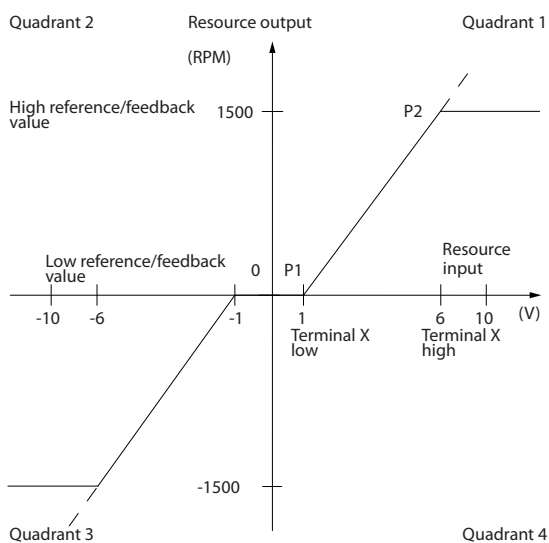 Quadrant 2
Resource output
Quadrant 1
(RPM)
High reference/feedback
value
1500
P2
Low reference/feedback
value
0
P1
Resource
input
-10
-6
-1
1
6
10
(V)
Terminal X
low
Terminal X
high
-1500
Quadrant 3
Quadrant 4